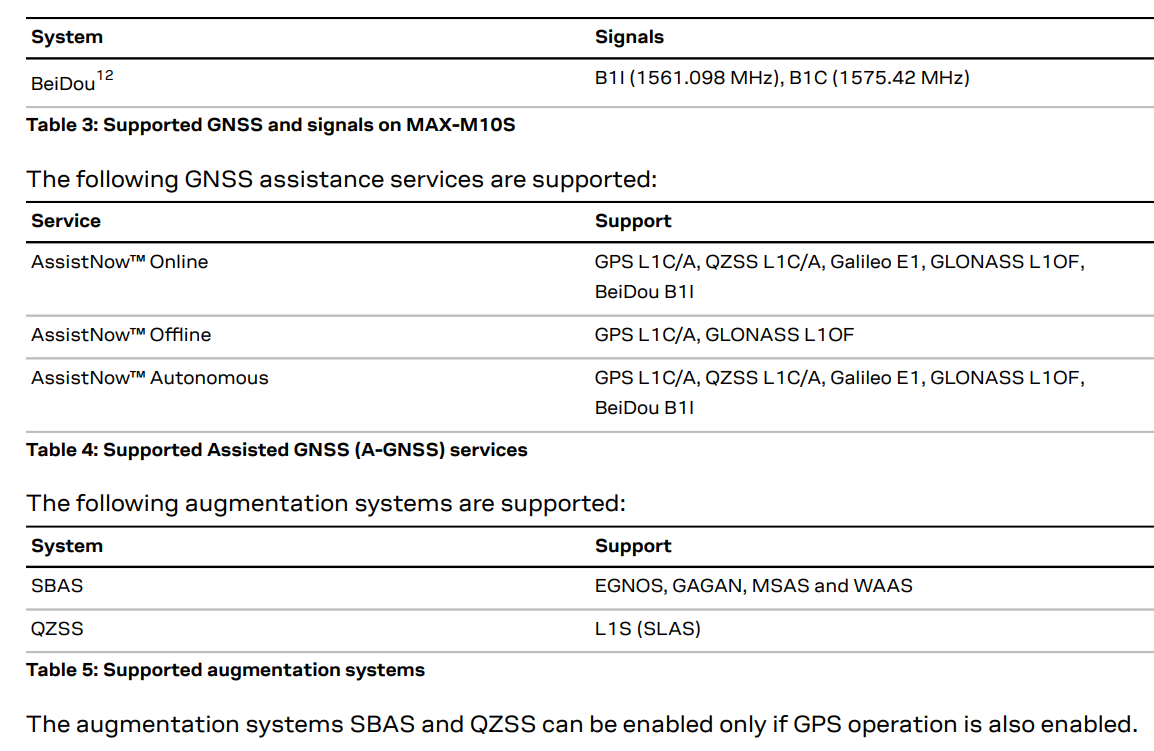 System Signals
BeiDou12 B1I (1561.098 MHz), B1C (1575.42 MHz)
Table 3: Supported GNSS and signals on MAX-M10S
The following GNSS assistance services are supported:
Service Support
AssistNow™ Online GPS L1C/A, QZSS L1C/A, Galileo E1, GLONASS L1OF,
BeiDou B1I
AssistNow™ Offline GPS L1C/A, GLONASS L1OF
AssistNow™ Autonomous GPS L1C/A, QZSS L1C/A, Galileo E1, GLONASS L1OF,
BeiDou B1I
Table 4: Supported Assisted GNSS (A-GNSS) services
The following augmentation systems are supported:
System Support
SBAS EGNOS, GAGAN, MSAS and WAAS
QZSS L1S (SLAS)
Table 5: Supported augmentation systems
The augmentation systems SBAS and QZSS can be enabled only if GPS operation is also enabled.